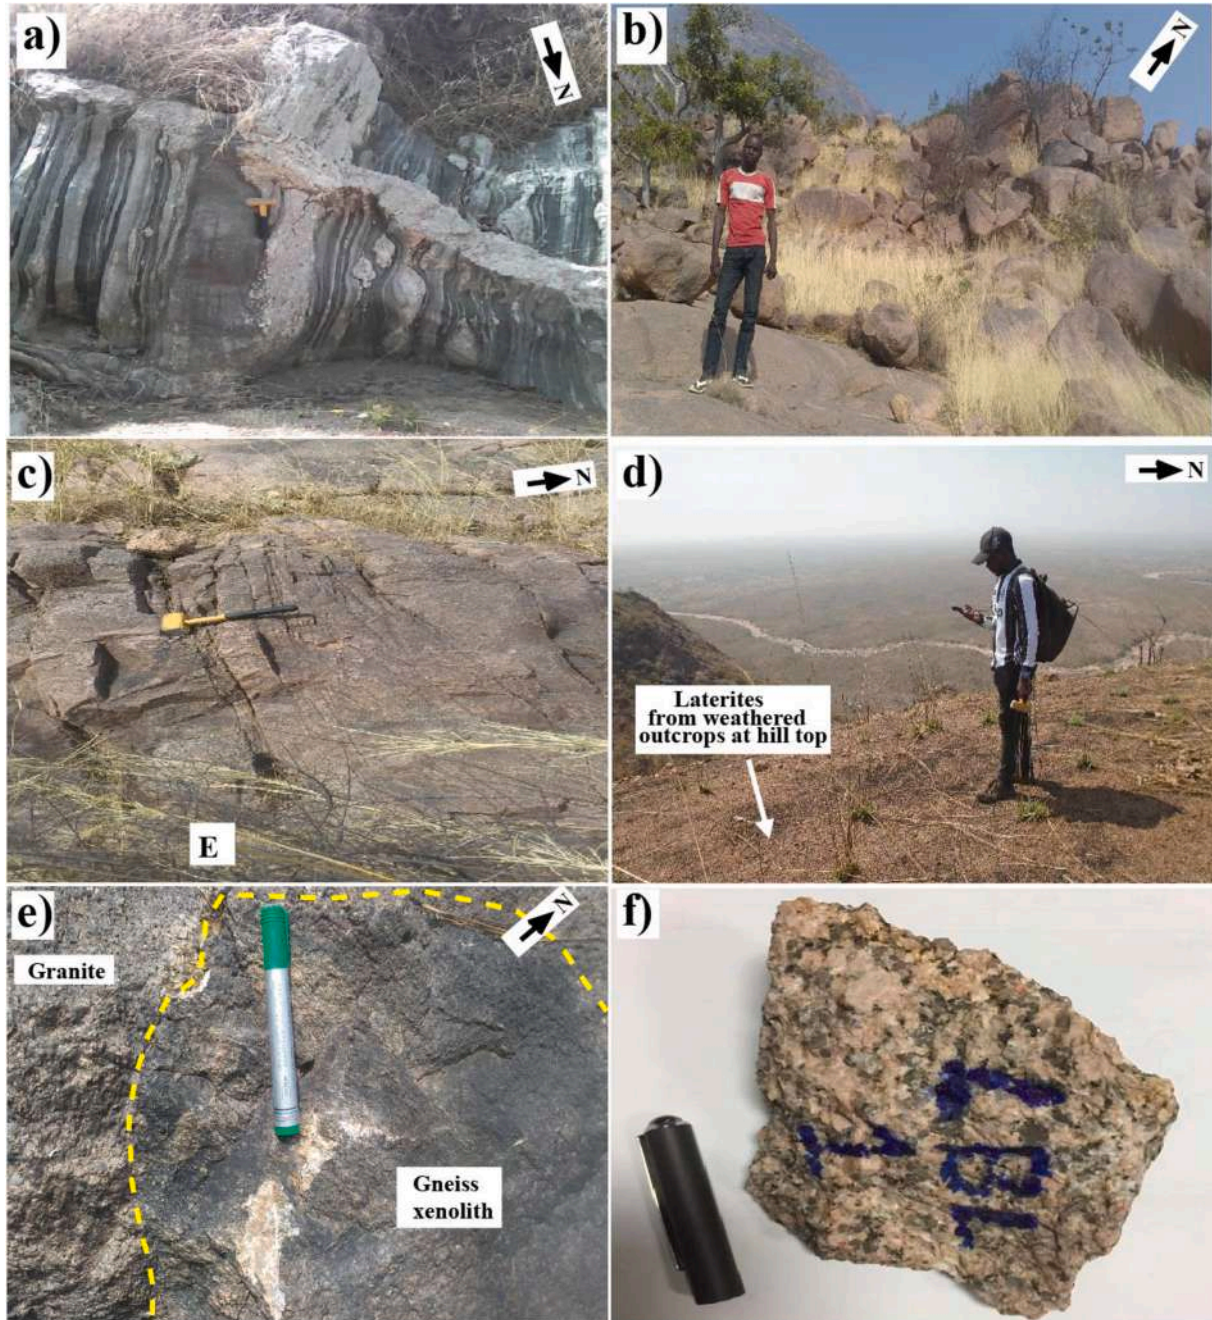 a)
N
b)
N
c)
N
E
d)
N
Laterites
from weathered
outcrops at hill top
e)
N
Granite
Gneiss
xenolith
f)